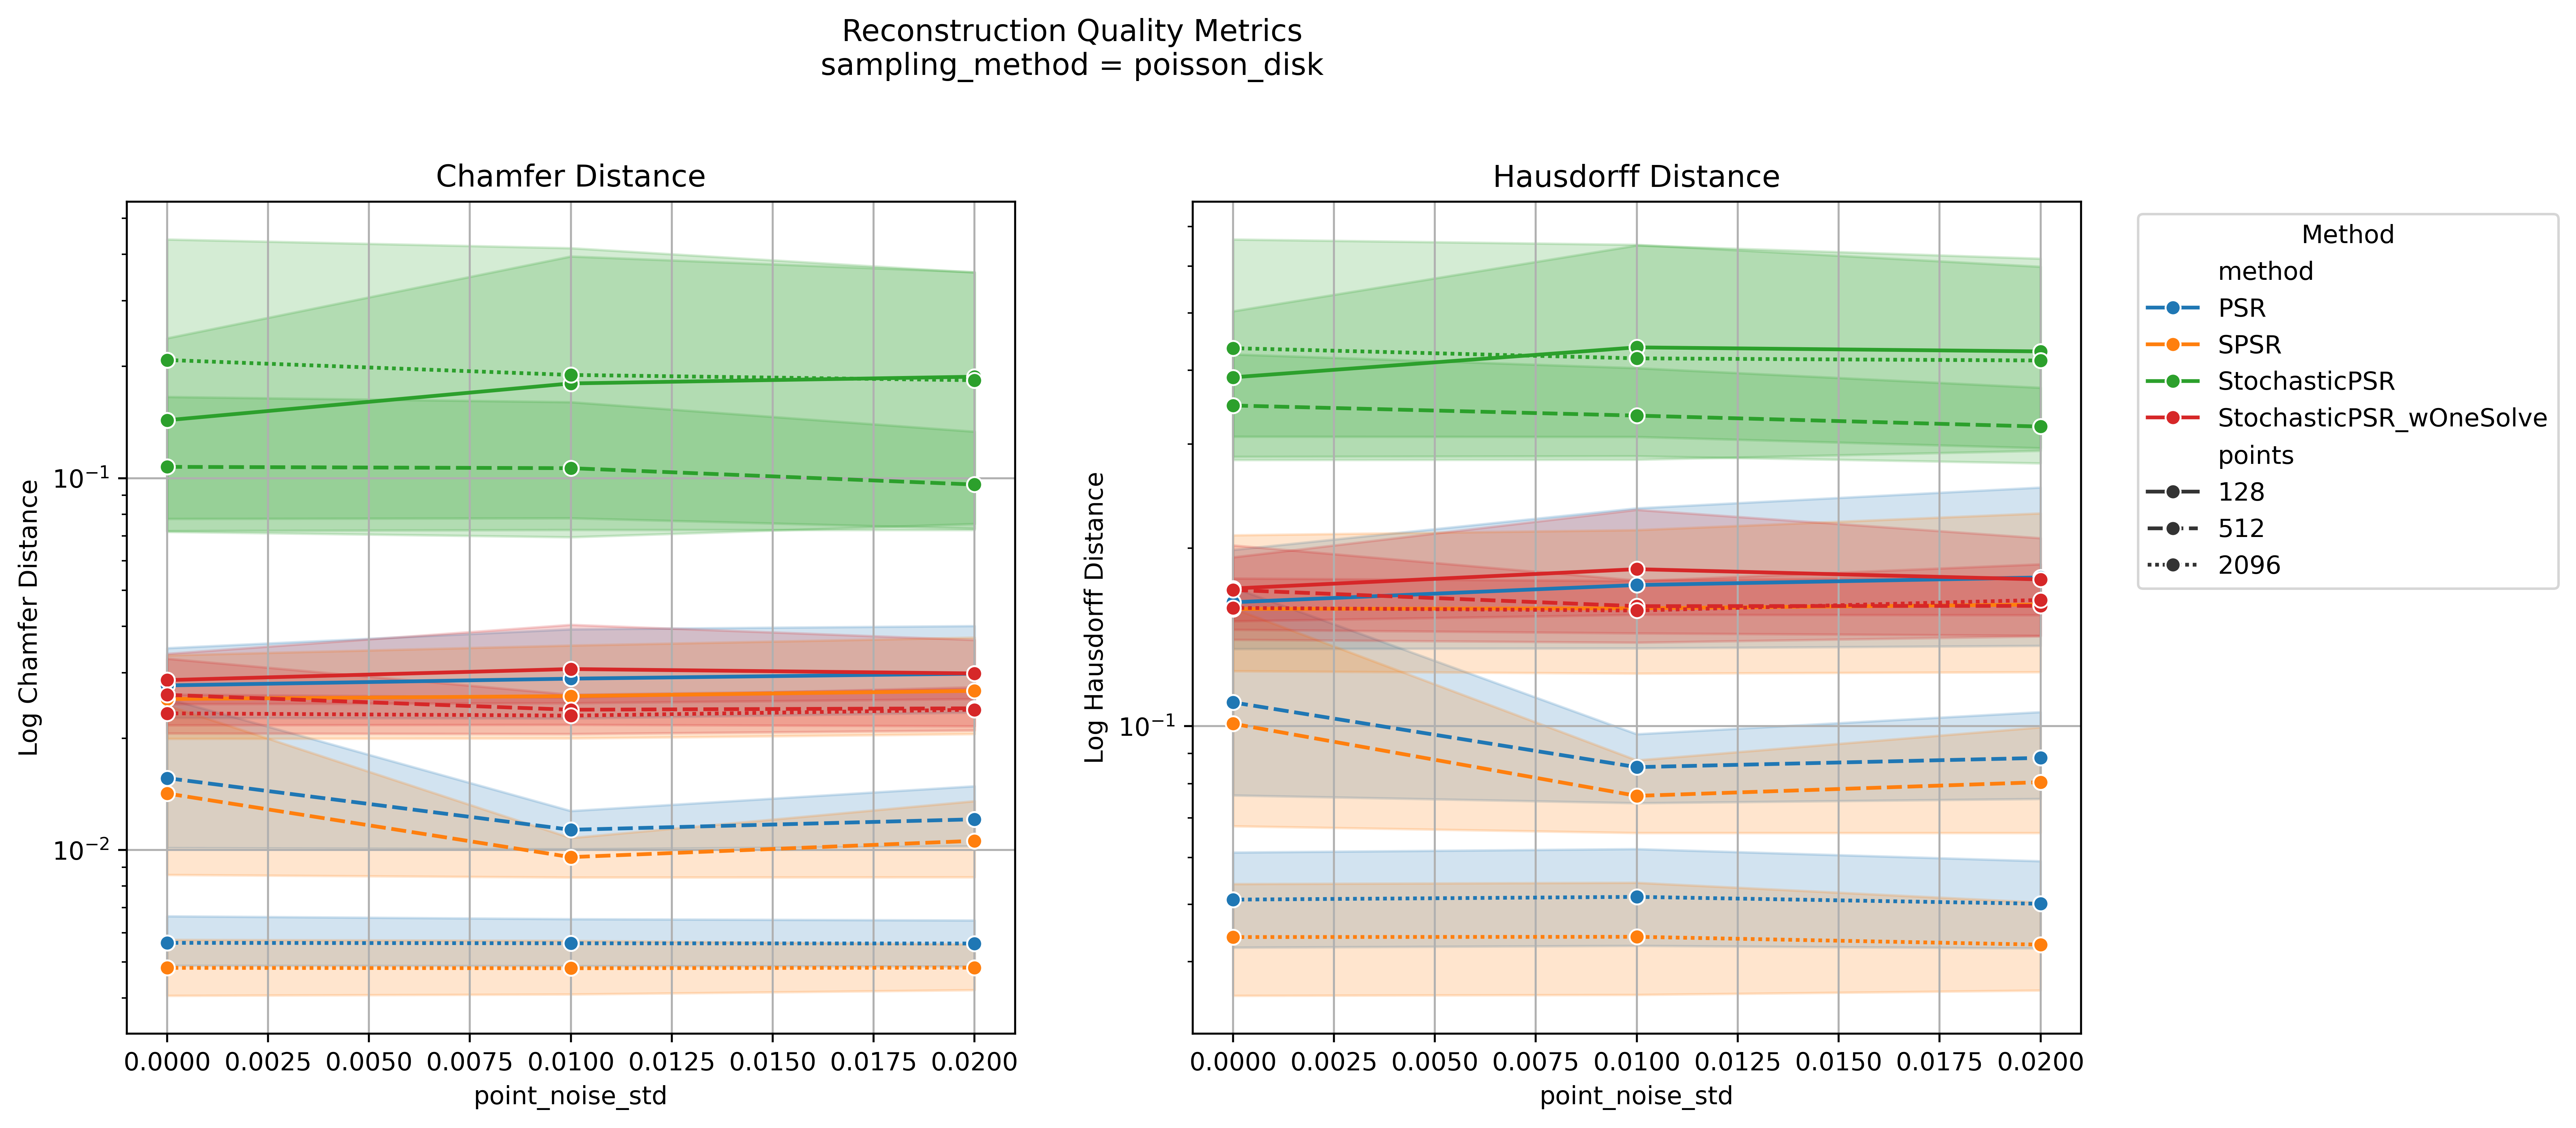 Reconstruction Quality Metrics
sampling_method = poisson_disk
Chamfer Distance
Log Chamfer Distance
10⁻¹
10⁻²
0.0000 0.0025 0.0050 0.0075 0.0100 0.0125 0.0150 0.0175 0.0200
point_noise_std
Hausdorff Distance
Log Hausdorff Distance
10⁻¹
0.0000 0.0025 0.0050 0.0075 0.0100 0.0125 0.0150 0.0175 0.0200
point_noise_std
Method
method
PSR
SPSR
StochasticPSR
StochasticPSR_wOneSolve
points
128
512
2096